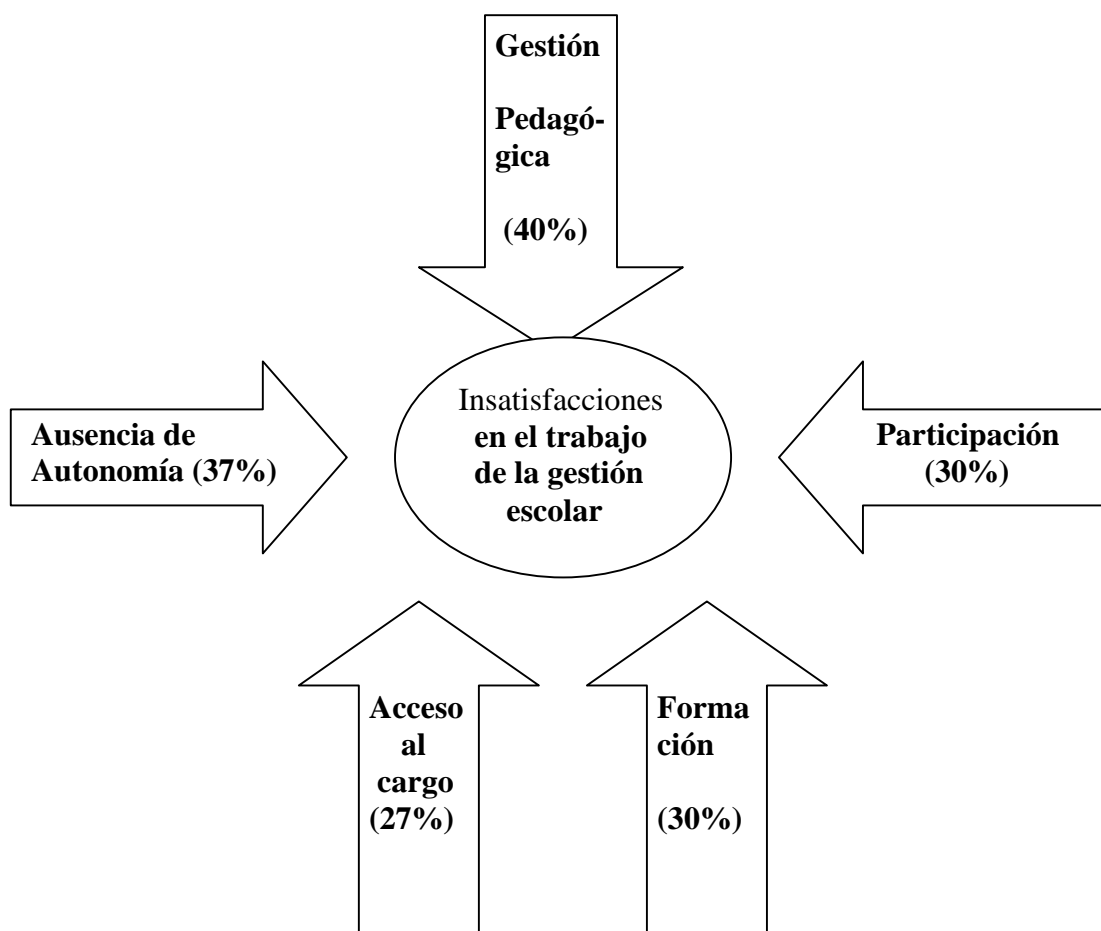 Gestión
Pedagó-
gica
(40%)
Insatisfacciones
en el trabajo
de la gestión
escolar
Ausencia de
Autonomía (37%)
Participación
(30%)
Acceso
al
cargo
(27%)
Forma
ción
(30%)